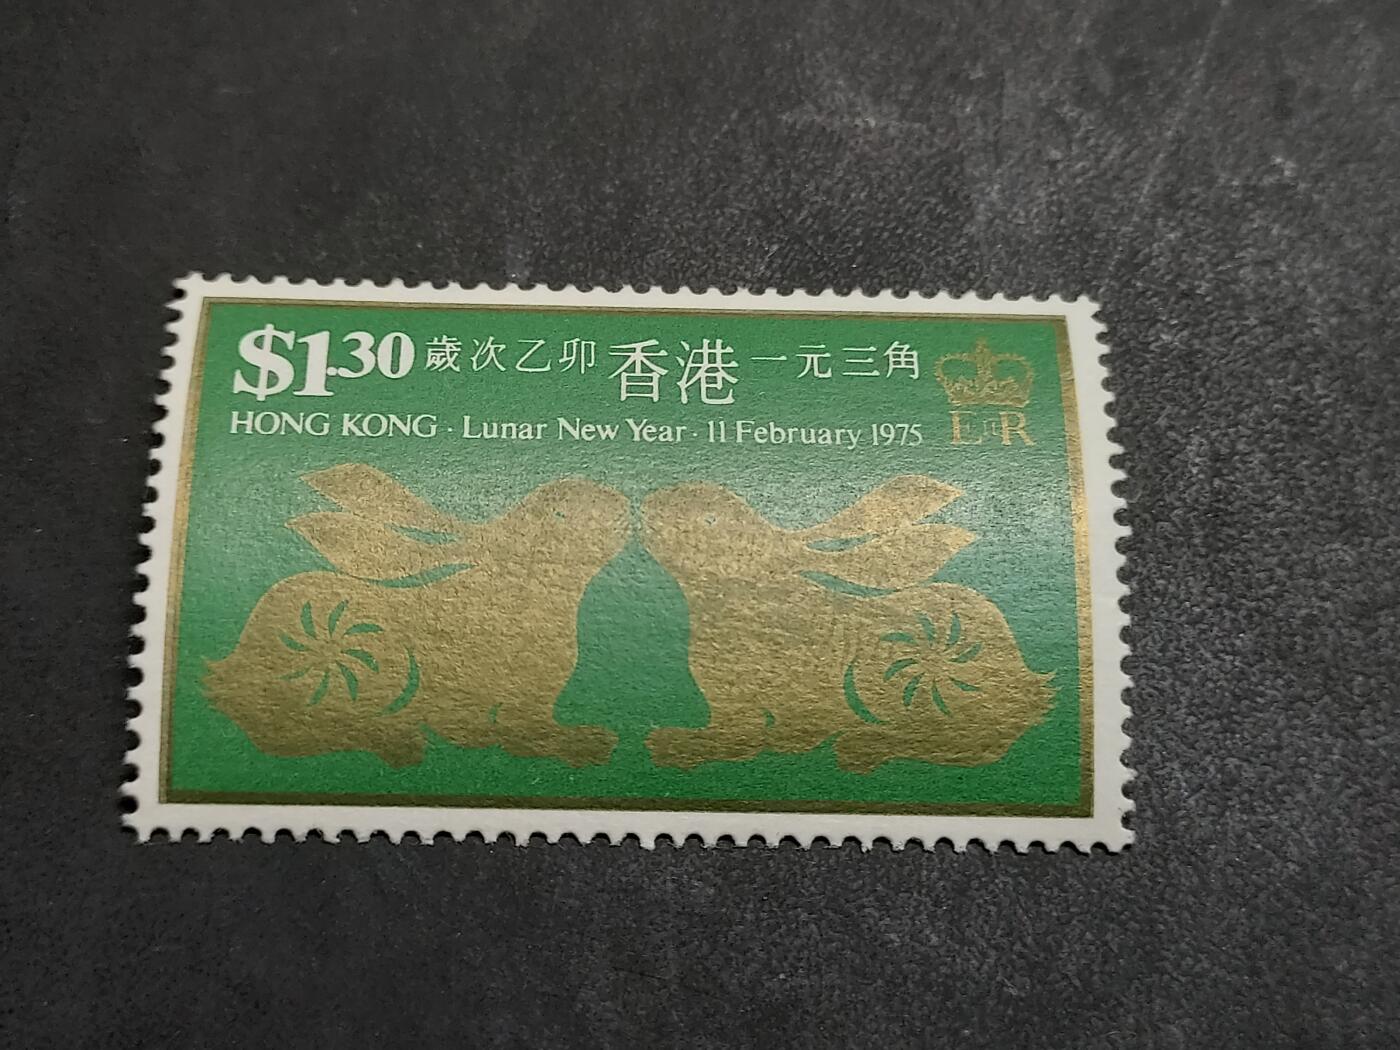 $1.30 歲次乙卯 香港 一元三角
HONG KONG · Lunar New Year · 11 February 1975
E II R